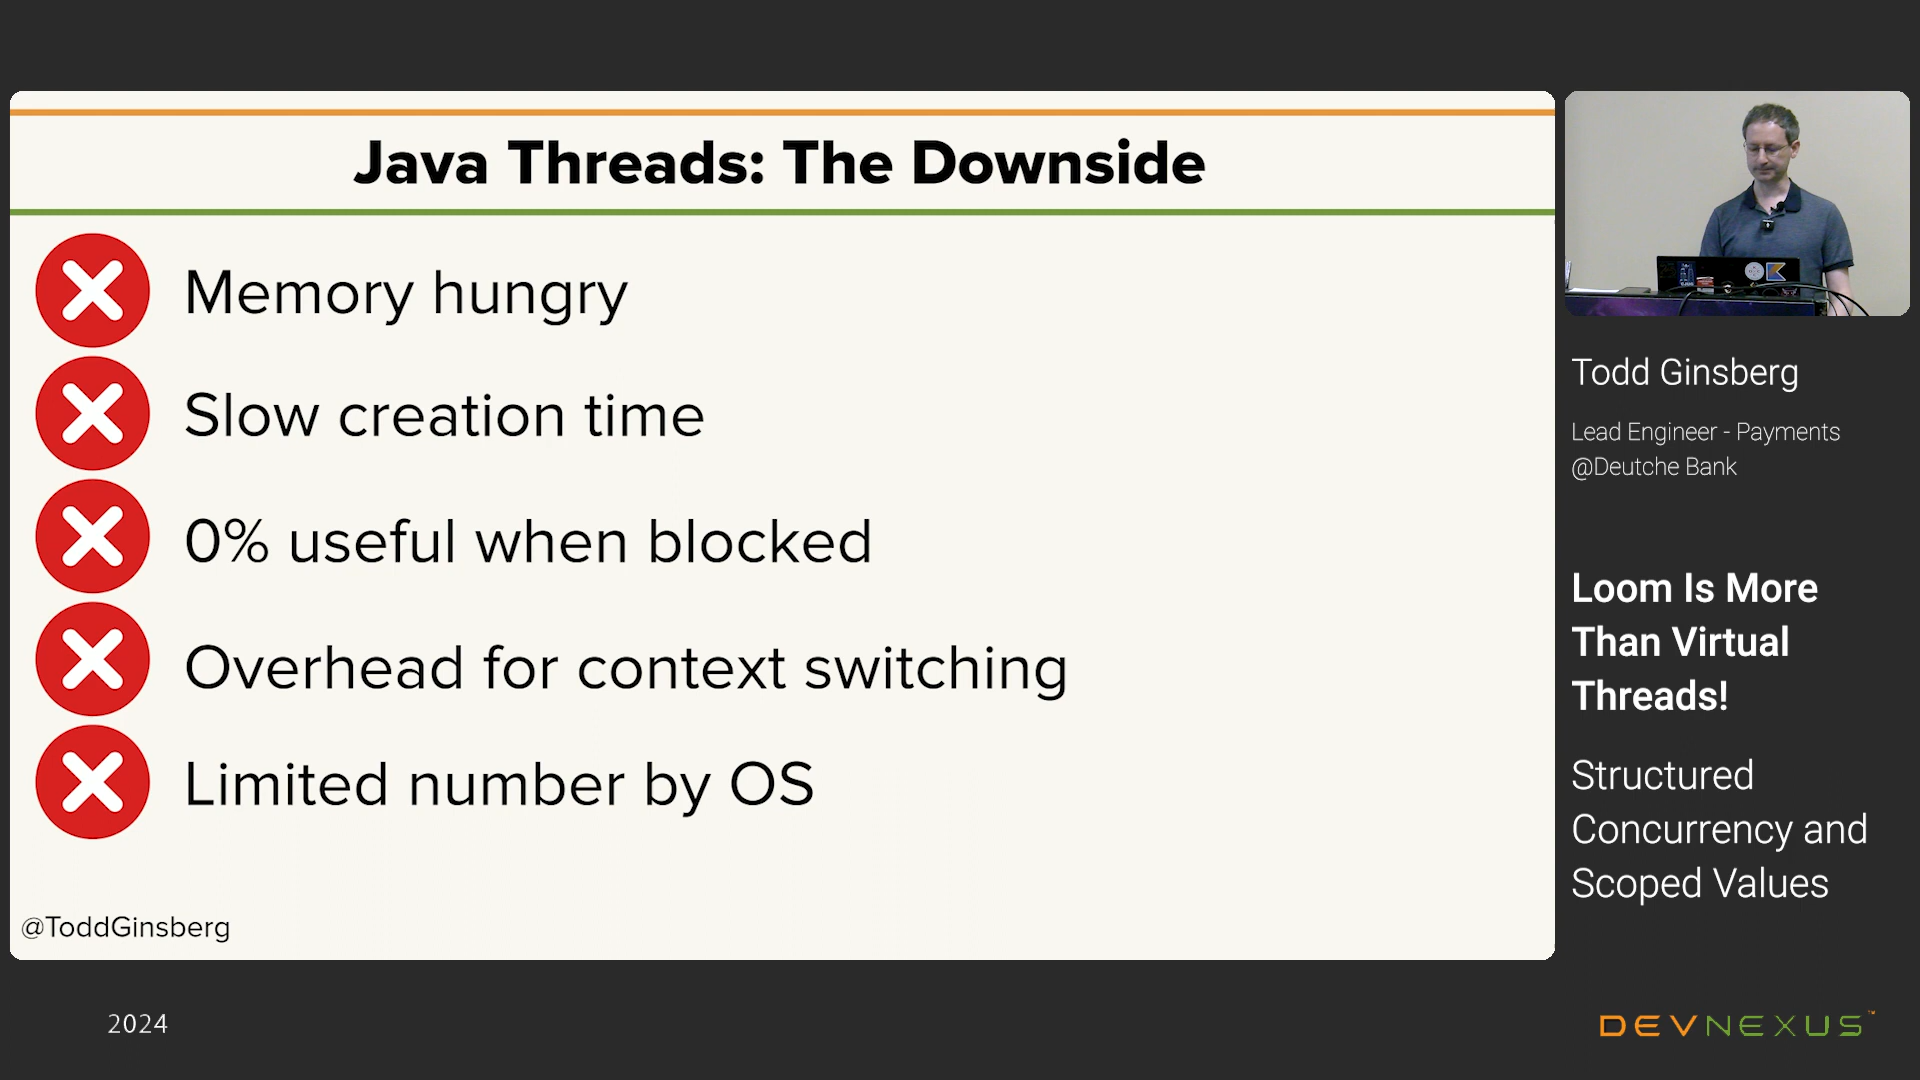 Java Threads: The Downside
Memory hungry
Slow creation time
0% useful when blocked
Overhead for context switching
Limited number by OS
@ToddGinsberg
Todd Ginsberg
Lead Engineer - Payments
@Deutche Bank
Loom Is More
Than Virtual
Threads!
Structured
Concurrency and
Scoped Values
2024
DEVNEXUS™